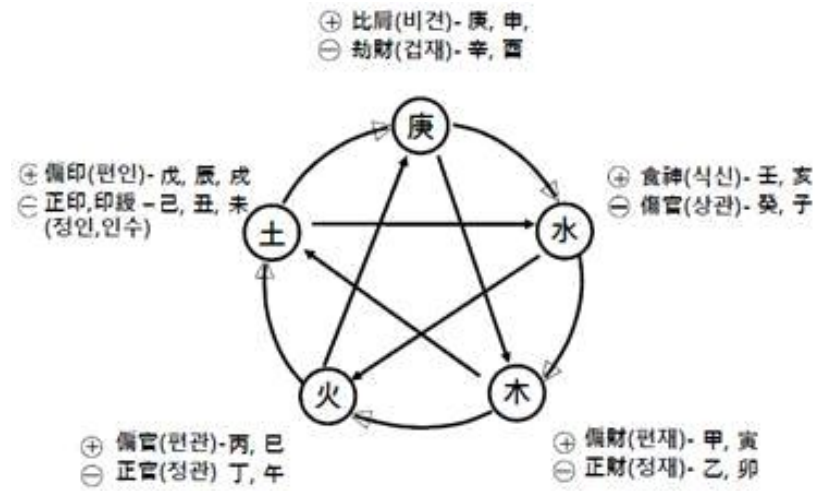 ⊕ 比肩(비견)- 庚, 申,
⊖ 劫財(겁재)- 辛, 酉
庚
⊕ 偏印(편인)- 戊, 辰, 戌
⊖ 正印,印綬 – 己, 丑, 未
(정인,인수)
⊕ 食神(식신)- 壬, 亥
⊖ 傷官(상관)- 癸, 子
土
水
火
木
⊕ 偏官(편관)-丙, 巳
⊖ 正官(정관) 丁, 午
⊕ 偏財(편재)- 甲, 寅
⊖ 正財(정재)- 乙, 卯